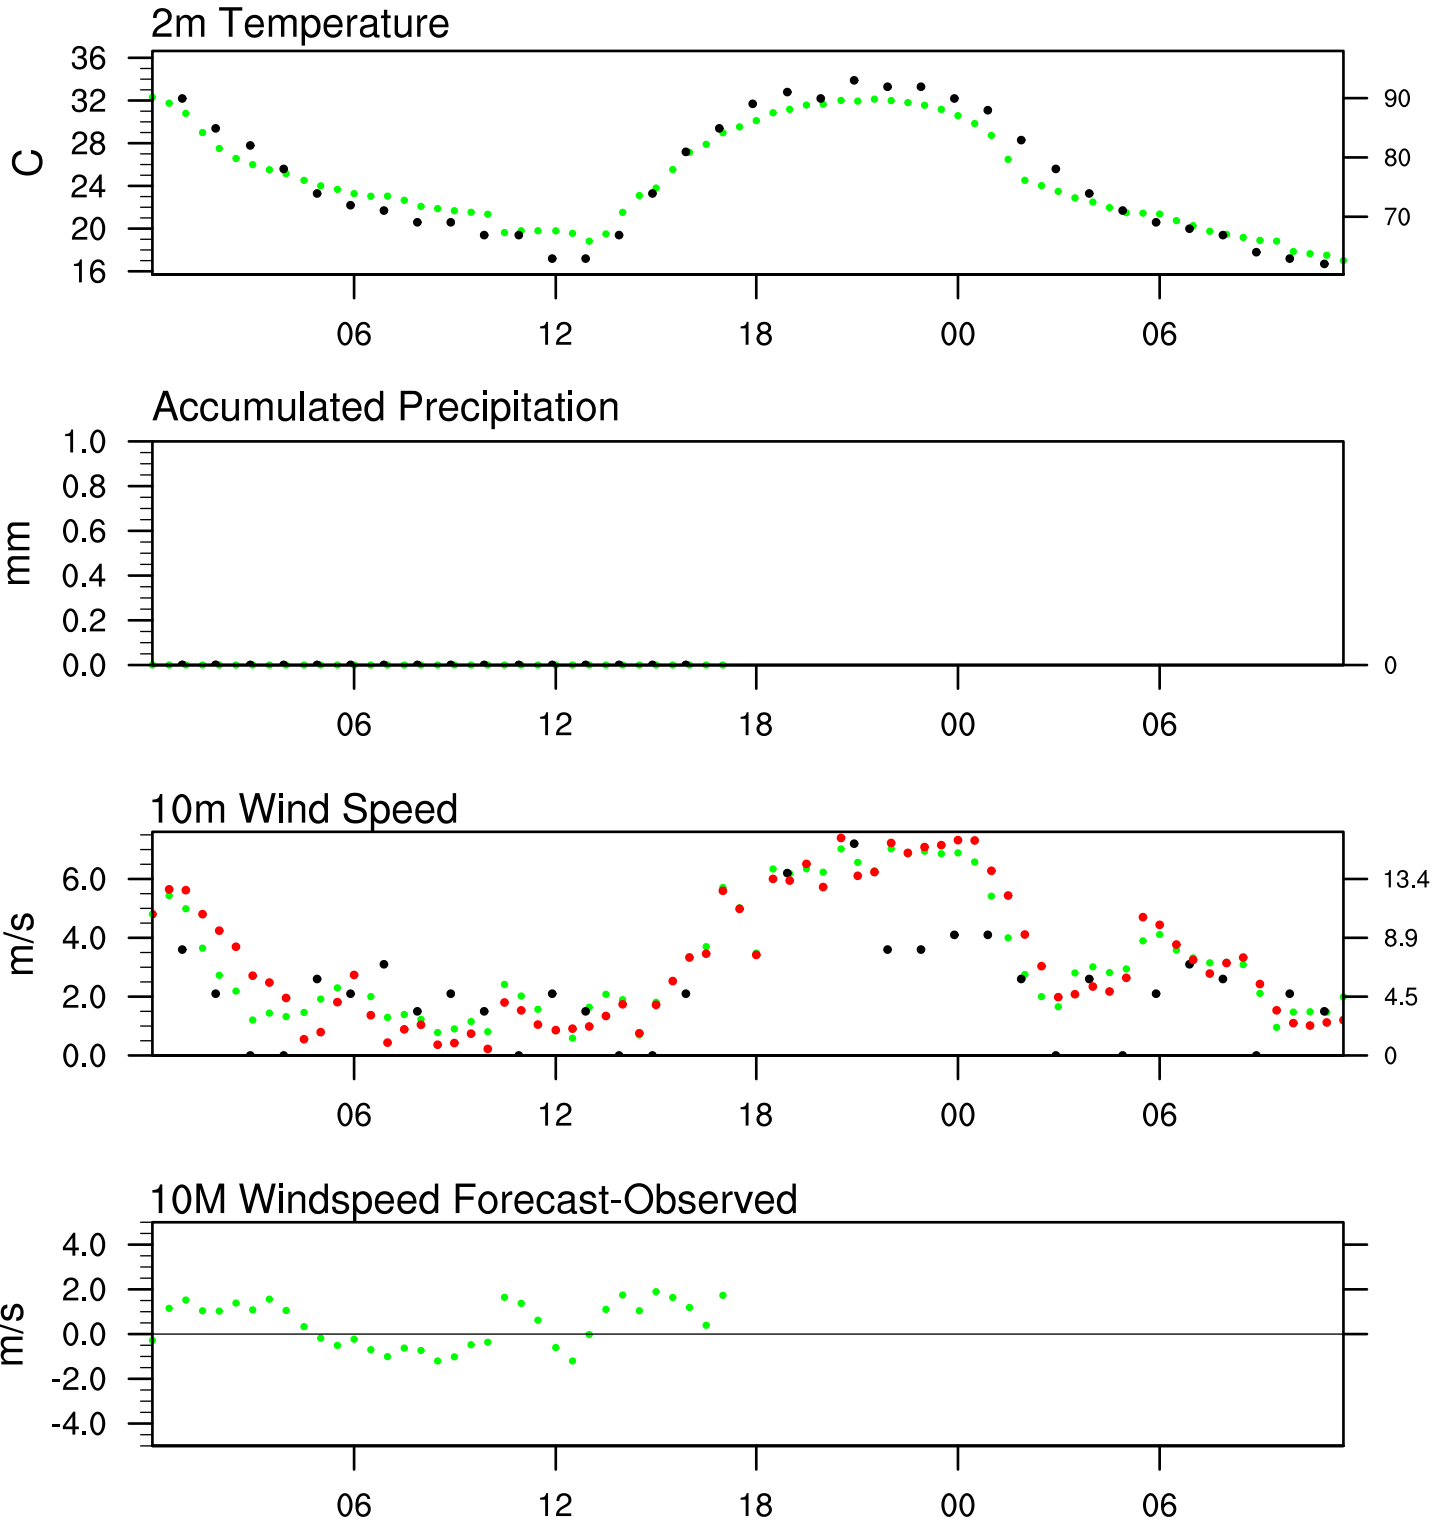 2m Temperature
36
32
28
24
20
16
C
90
80
70
06 12 18 00 06
Accumulated Precipitation
1.0
0.8
0.6
0.4
0.2
0.0
mm
0
06 12 18 00 06
10m Wind Speed
6.0
4.0
2.0
0.0
m/s
13.4
8.9
4.5
0
06 12 18 00 06
10M Windspeed Forecast-Observed
4.0
2.0
0.0
-2.0
-4.0
m/s
06 12 18 00 06